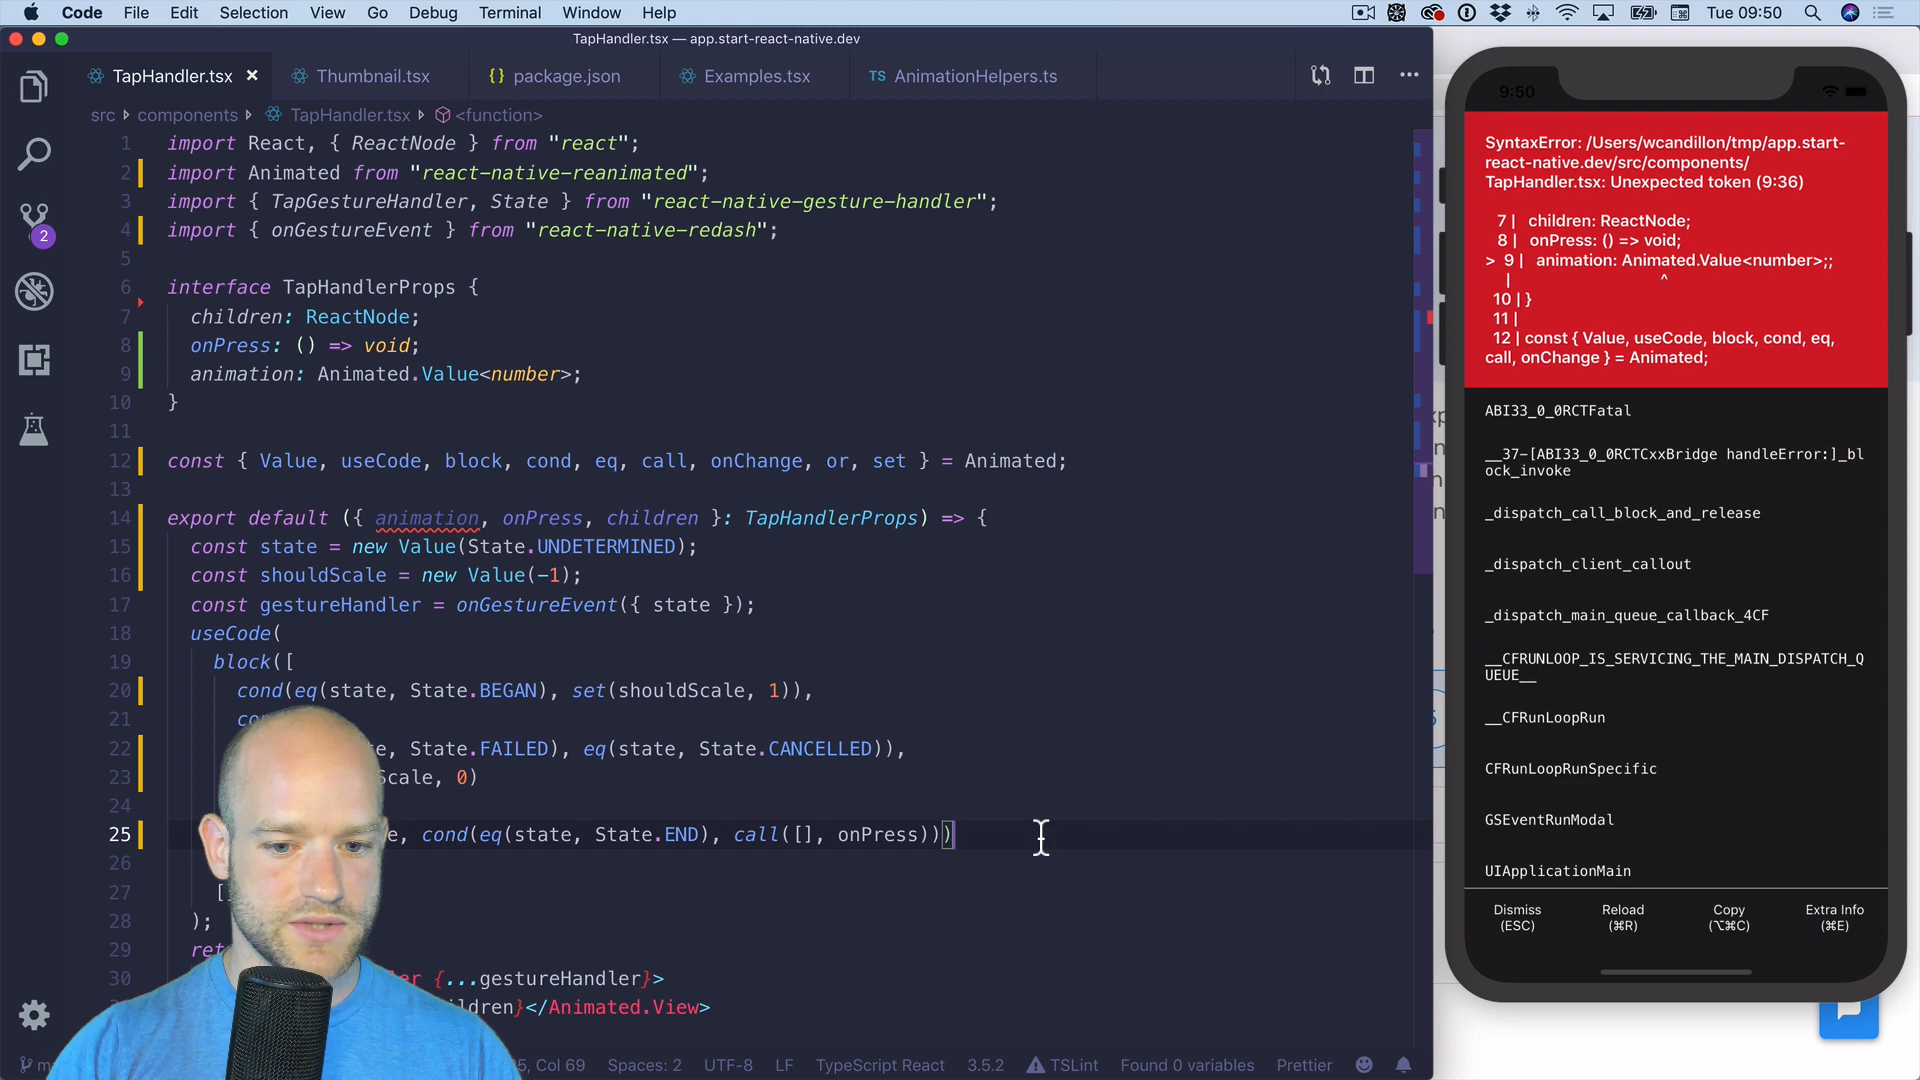 Code File Edit Selection View Go Debug Terminal Window Help Tue 09:50
TapHandler.tsx — app.start-react-native.dev
TapHandler.tsx Thumbnail.tsx {} package.json Examples.tsx TS AnimationHelpers.ts
src components TapHandler.tsx <function>
1 import React, { ReactNode } from "react";
2 import Animated from "react-native-reanimated";
3 import { TapGestureHandler, State } from "react-native-gesture-handler";
4 import { onGestureEvent } from "react-native-redash";
5
6 interface TapHandlerProps {
7 children: ReactNode;
8 onPress: () => void;
9 animation: Animated.Value<number>;
10 }
11
12 const { Value, useCode, block, cond, eq, call, onChange, or, set } = Animated;
13
14 export default ({ animation, onPress, children }: TapHandlerProps) => {
15 const state = new Value(State.UNDETERMINED);
16 const shouldScale = new Value(-1);
17 const gestureHandler = onGestureEvent({ state });
18 useCode(
19 block([
20 cond(eq(state, State.BEGAN), set(shouldScale, 1)),
21
22 State.FAILED), eq(state, State.CANCELLED)),
23 0)
24
25 cond(eq(state, State.END), call([], onPress)))
26
27 [
28 );
29
30 {...gestureHandler}>
}</Animated.View>
2
Col 69 Spaces: 2 UTF-8 LF TypeScript React 3.5.2 TSLint Found 0 variables Prettier
9:50
SyntaxError: /Users/wcandillon/tmp/app.start-
react-native.dev/src/components/
TapHandler.tsx: Unexpected token (9:36)
7 | children: ReactNode;
8 | onPress: () => void;
> 9 | animation: Animated.Value<number>;;
| ^
10 | }
11 |
12 | const { Value, useCode, block, cond, eq,
call, onChange } = Animated;
ABI33_0_0RCTFatal
__37-[ABI33_0_0RCTCxxBridge handleError:]_bl
ock_invoke
_dispatch_call_block_and_release
_dispatch_client_callout
_dispatch_main_queue_callback_4CF
__CFRUNLOOP_IS_SERVICING_THE_MAIN_DISPATCH_Q
UEUE__
__CFRunLoopRun
CFRunLoopRunSpecific
GSEventRunModal
UIApplicationMain
Dismiss Reload Copy Extra Info
(ESC) (⌘R) (⌥⌘C) (⌘E)